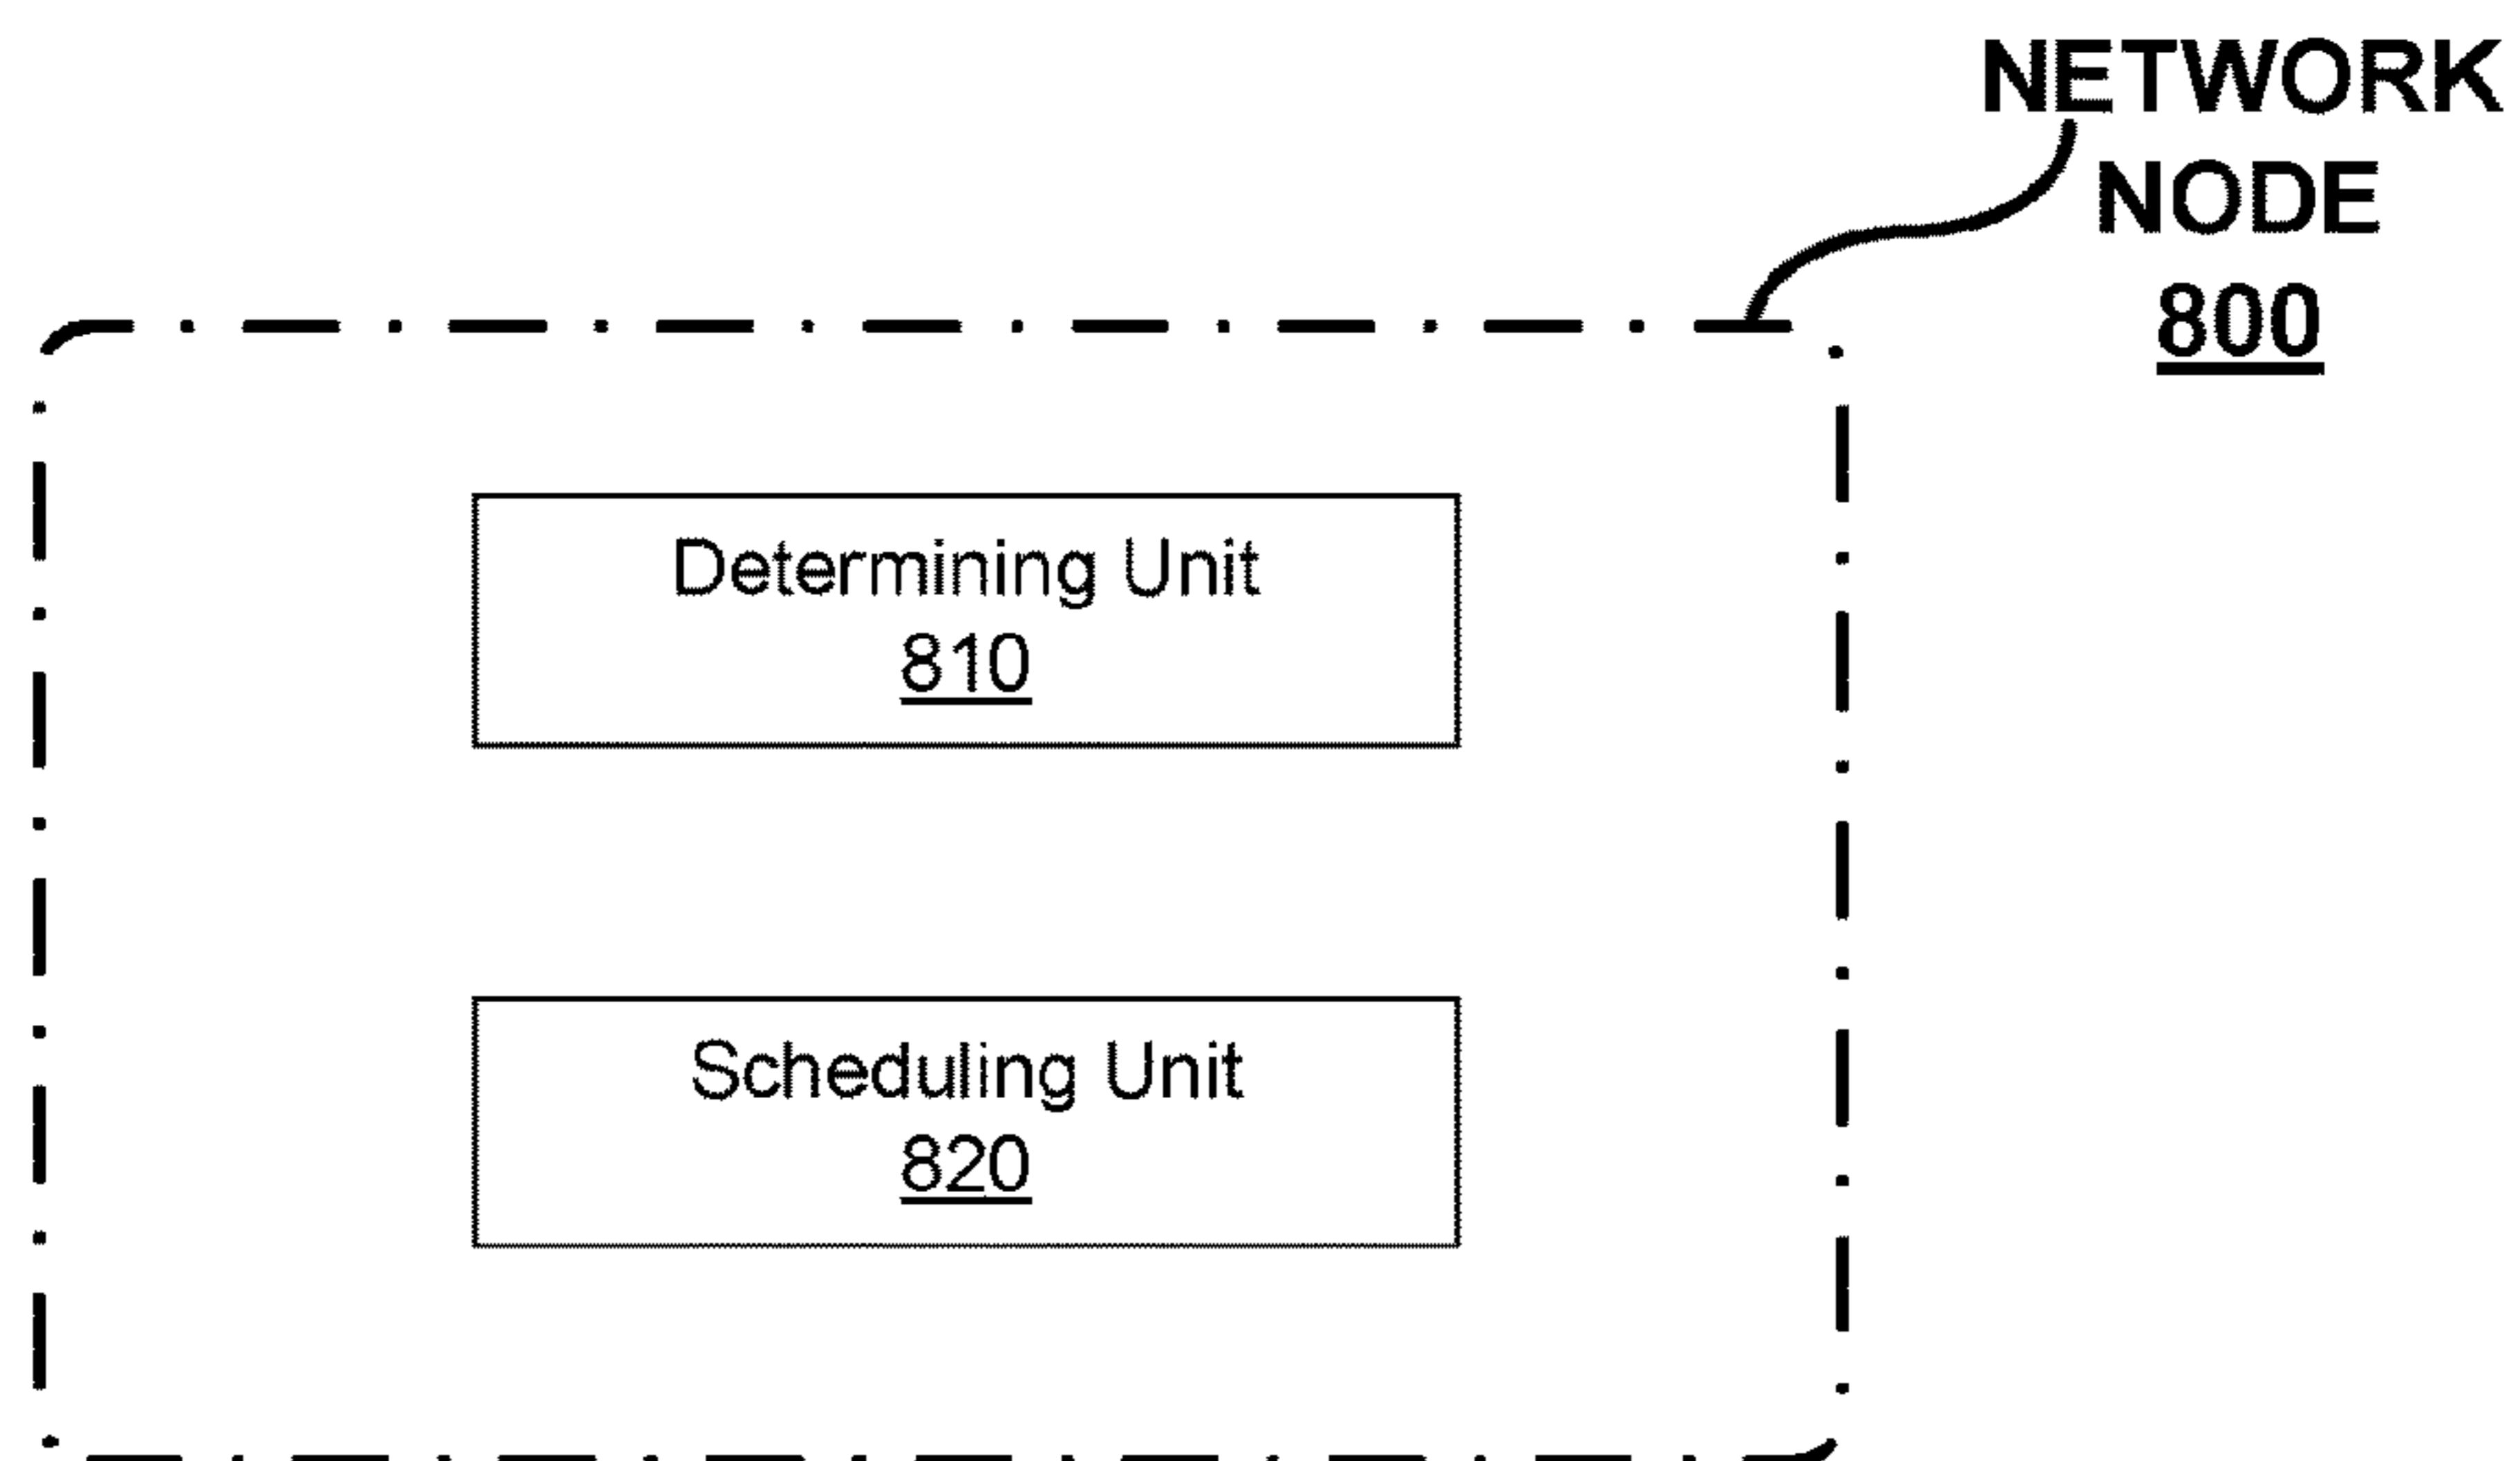 NETWORK
NODE
800
Determining Unit
810
Scheduling Unit
820